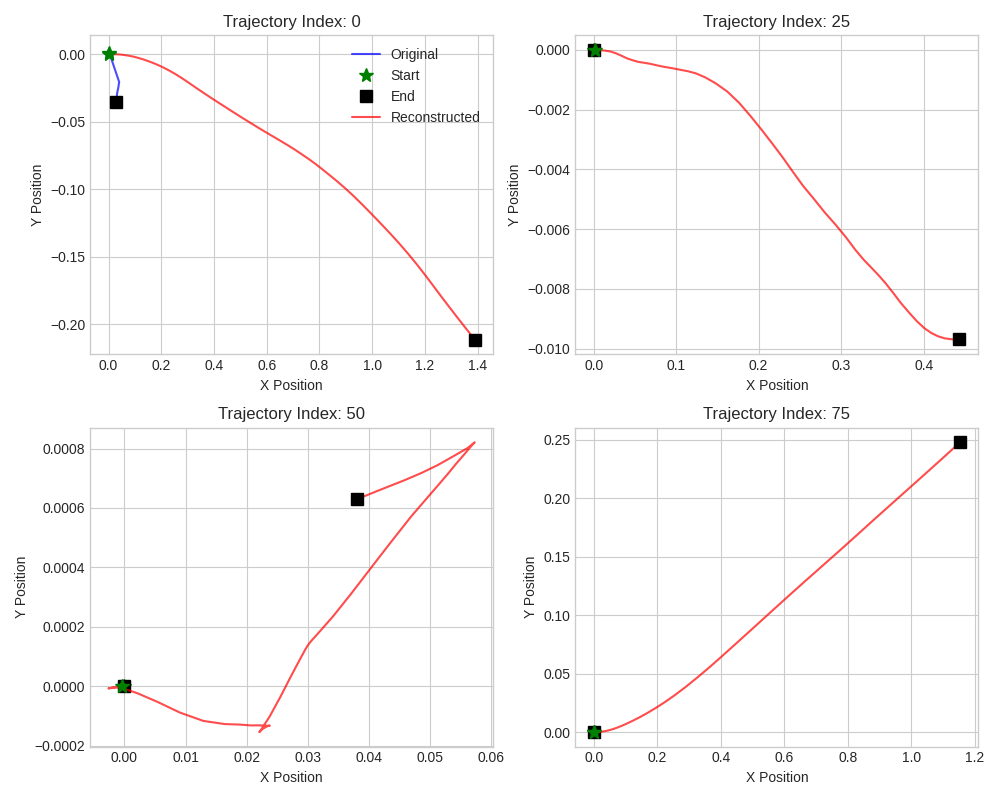 Trajectory Index: 0
0.00
−0.05
−0.10
−0.15
−0.20
Y Position
Original
Start
End
Reconstructed
0.0 0.2 0.4 0.6 0.8 1.0 1.2 1.4
X Position
Trajectory Index: 25
0.000
−0.002
−0.004
−0.006
−0.008
−0.010
Y Position
0.0 0.1 0.2 0.3 0.4
X Position
Trajectory Index: 50
0.0008
0.0006
0.0004
0.0002
0.0000
−0.0002
Y Position
0.00 0.01 0.02 0.03 0.04 0.05 0.06
X Position
Trajectory Index: 75
0.25
0.20
0.15
0.10
0.05
0.00
Y Position
0.0 0.2 0.4 0.6 0.8 1.0 1.2
X Position